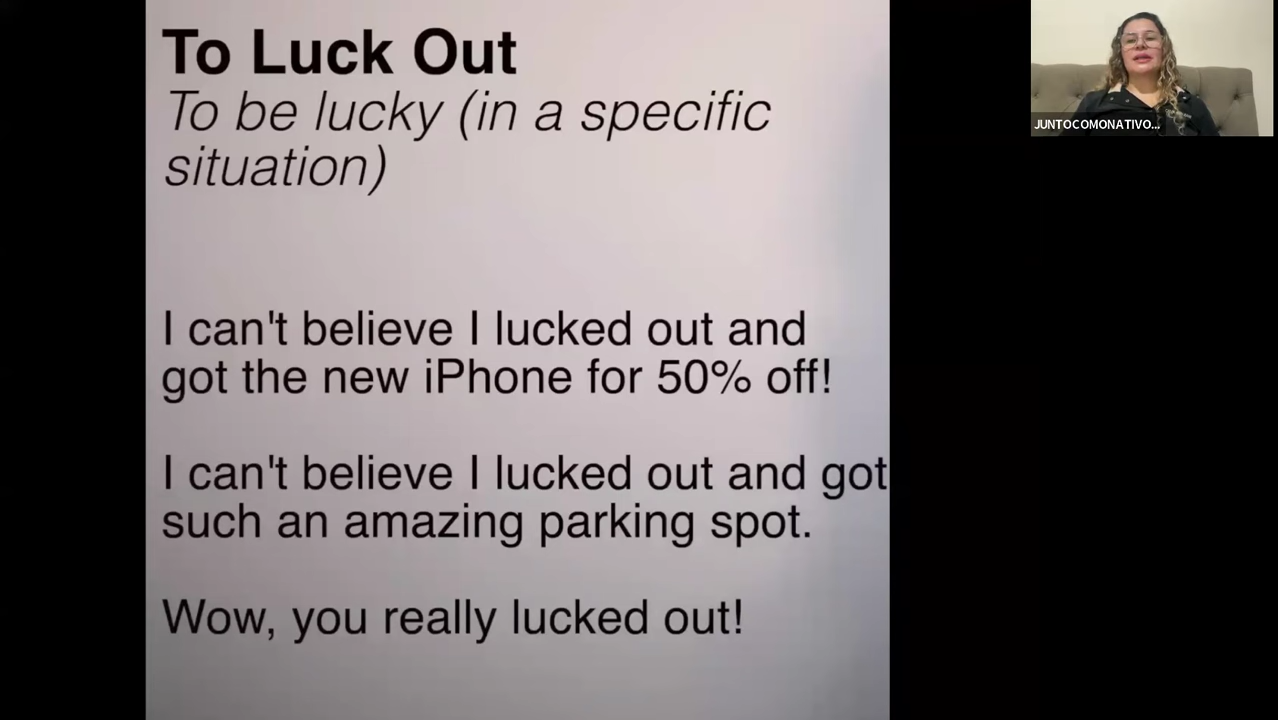 To Luck Out
To be lucky (in a specific
situation)
I can't believe I lucked out and
got the new iPhone for 50% off!
I can't believe I lucked out and got
such an amazing parking spot.
Wow, you really lucked out!
JUNTOCOMONATIVO...